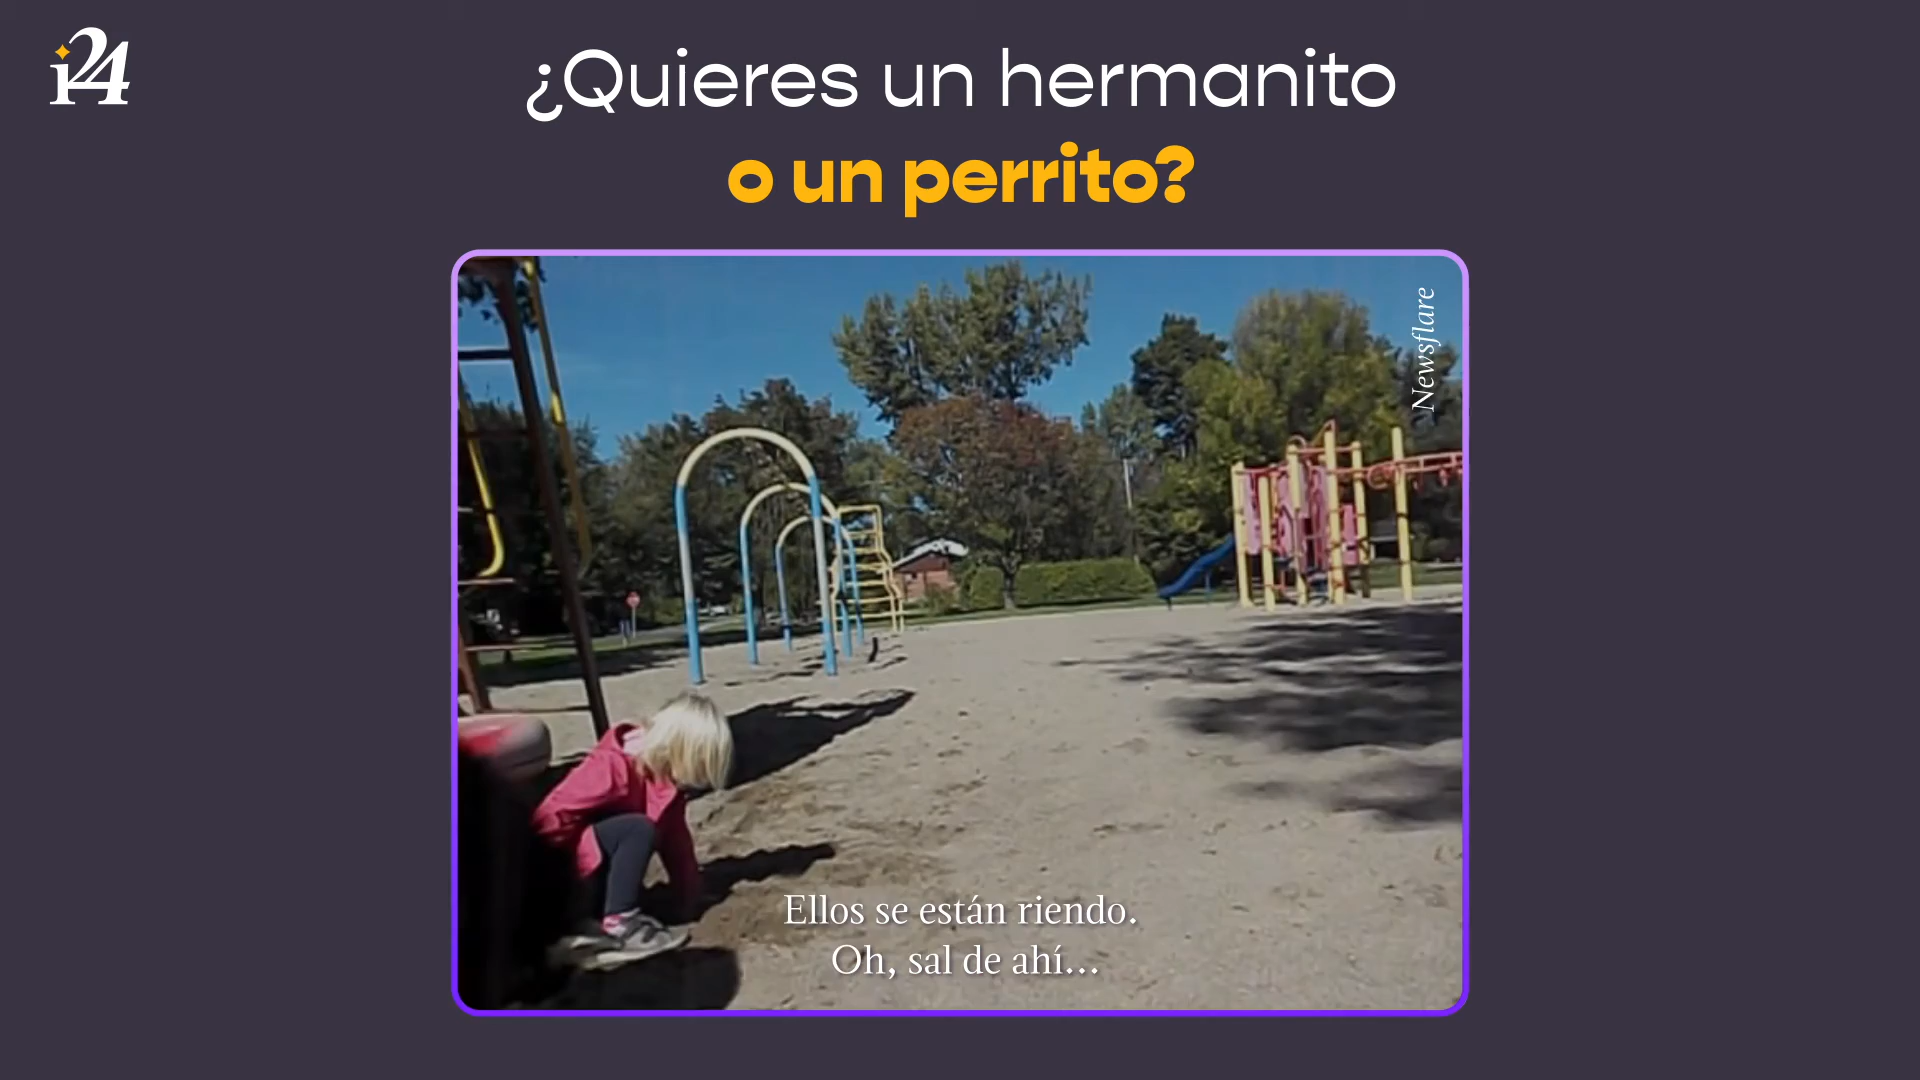 i24
¿Quieres un hermanito
o un perrito?
Newsflare
Ellos se están riendo.
Oh, sal de ahí...